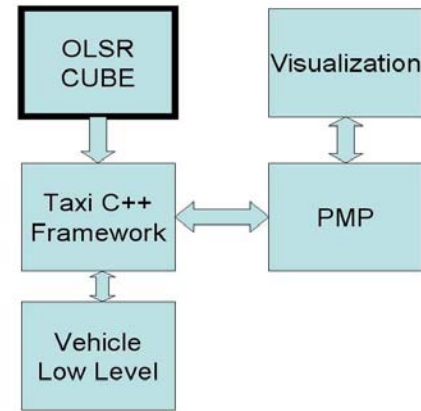 OLSR
CUBE
Visualization
Taxi C++
Framework
PMP
Vehicle
Low Level